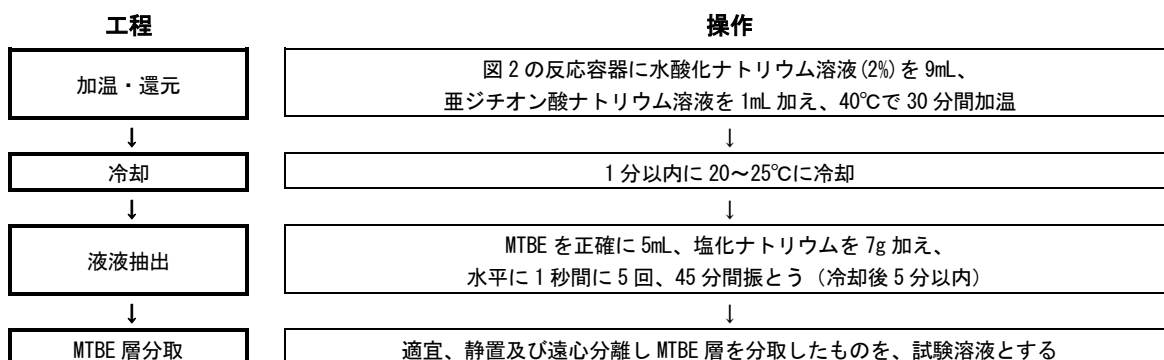 工程 操作
加温・還元
図2の反応容器に水酸化ナトリウム溶液(2%)を9mL、
亜ジチオン酸ナトリウム溶液を1mL加え、40℃で30分間加温
↓ ↓
冷却 1分以内に20～25℃に冷却
↓ ↓
液液抽出
MTBEを正確に5mL、塩化ナトリウムを7g加え、
水平に1秒間に5回、45分間振とう（冷却後5分以内）
↓ ↓
MTBE層分取 適宜、静置及び遠心分離しMTBE層を分取したものを、試験溶液とする